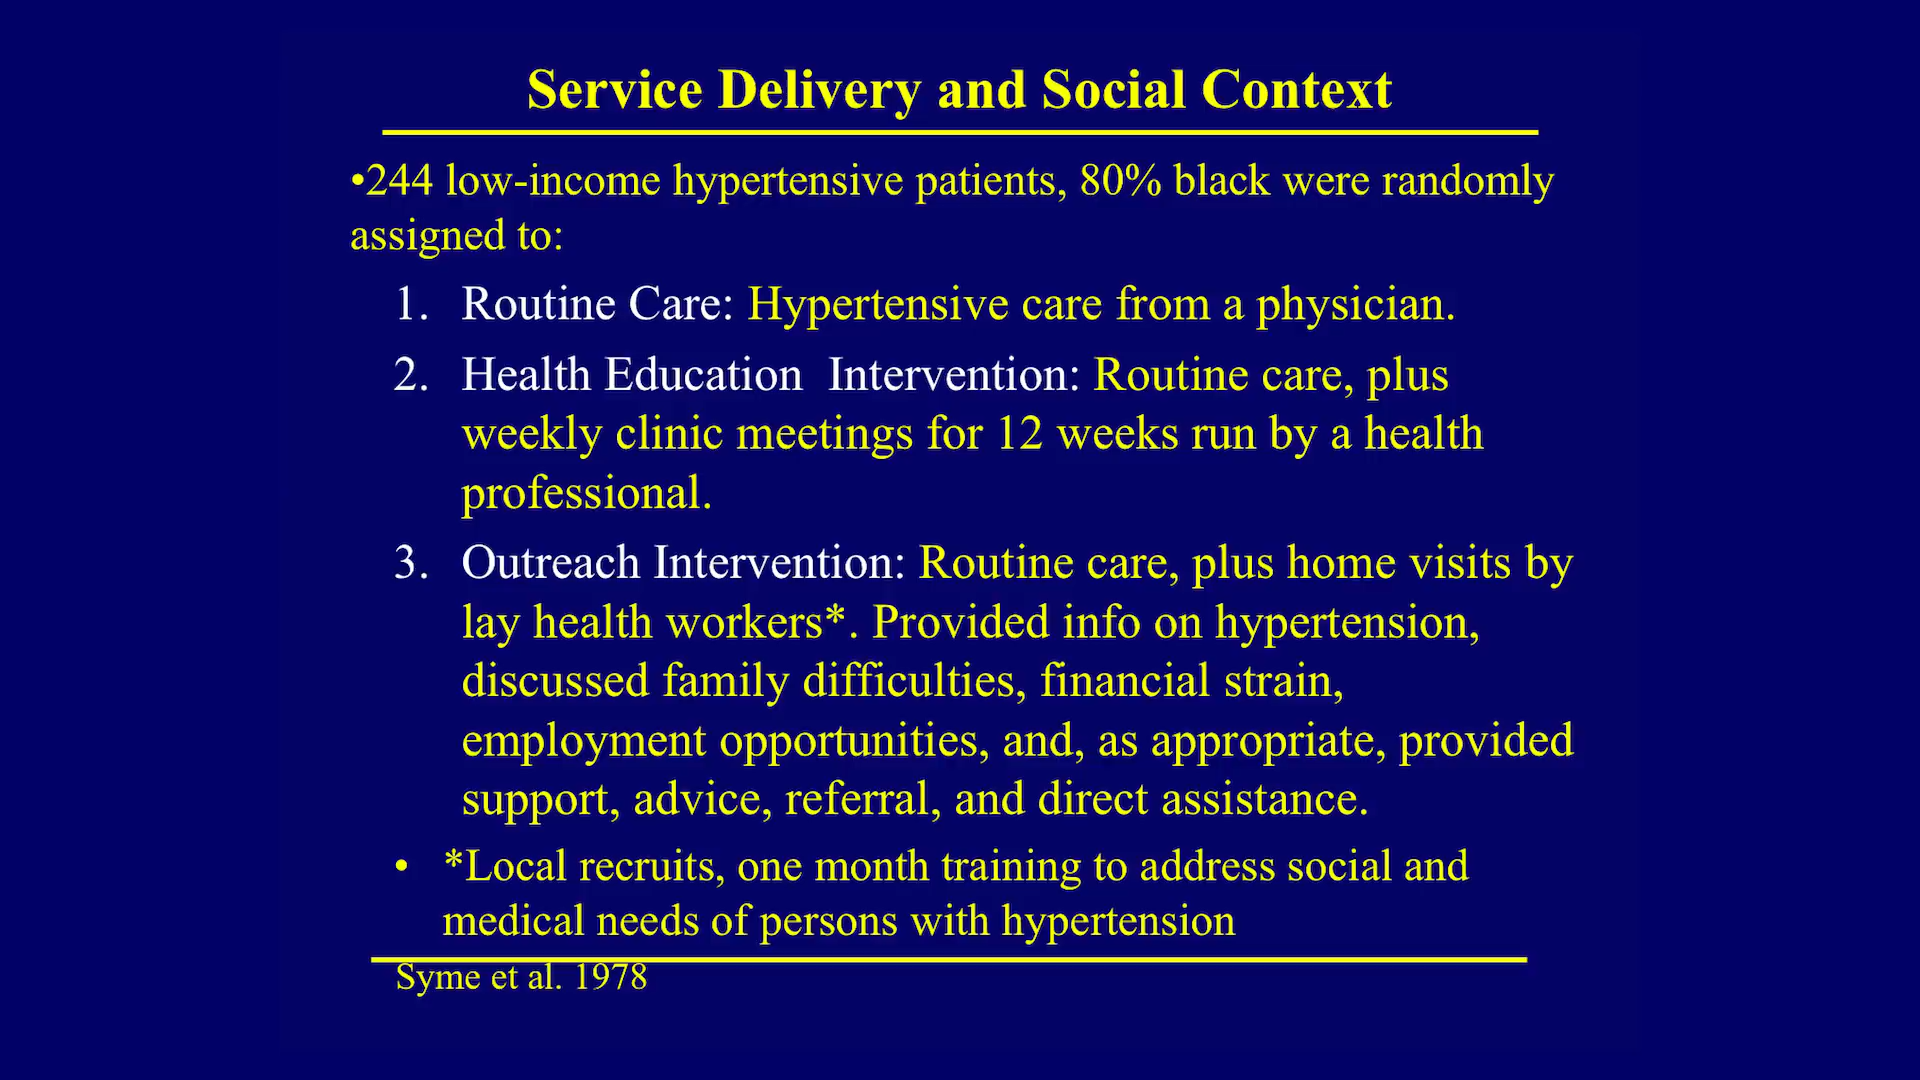 Service Delivery and Social Context
•244 low-income hypertensive patients, 80% black were randomly
assigned to:
1. Routine Care: Hypertensive care from a physician.
2. Health Education Intervention: Routine care, plus
weekly clinic meetings for 12 weeks run by a health
professional.
3. Outreach Intervention: Routine care, plus home visits by
lay health workers*. Provided info on hypertension,
discussed family difficulties, financial strain,
employment opportunities, and, as appropriate, provided
support, advice, referral, and direct assistance.
• *Local recruits, one month training to address social and
medical needs of persons with hypertension
Syme et al. 1978